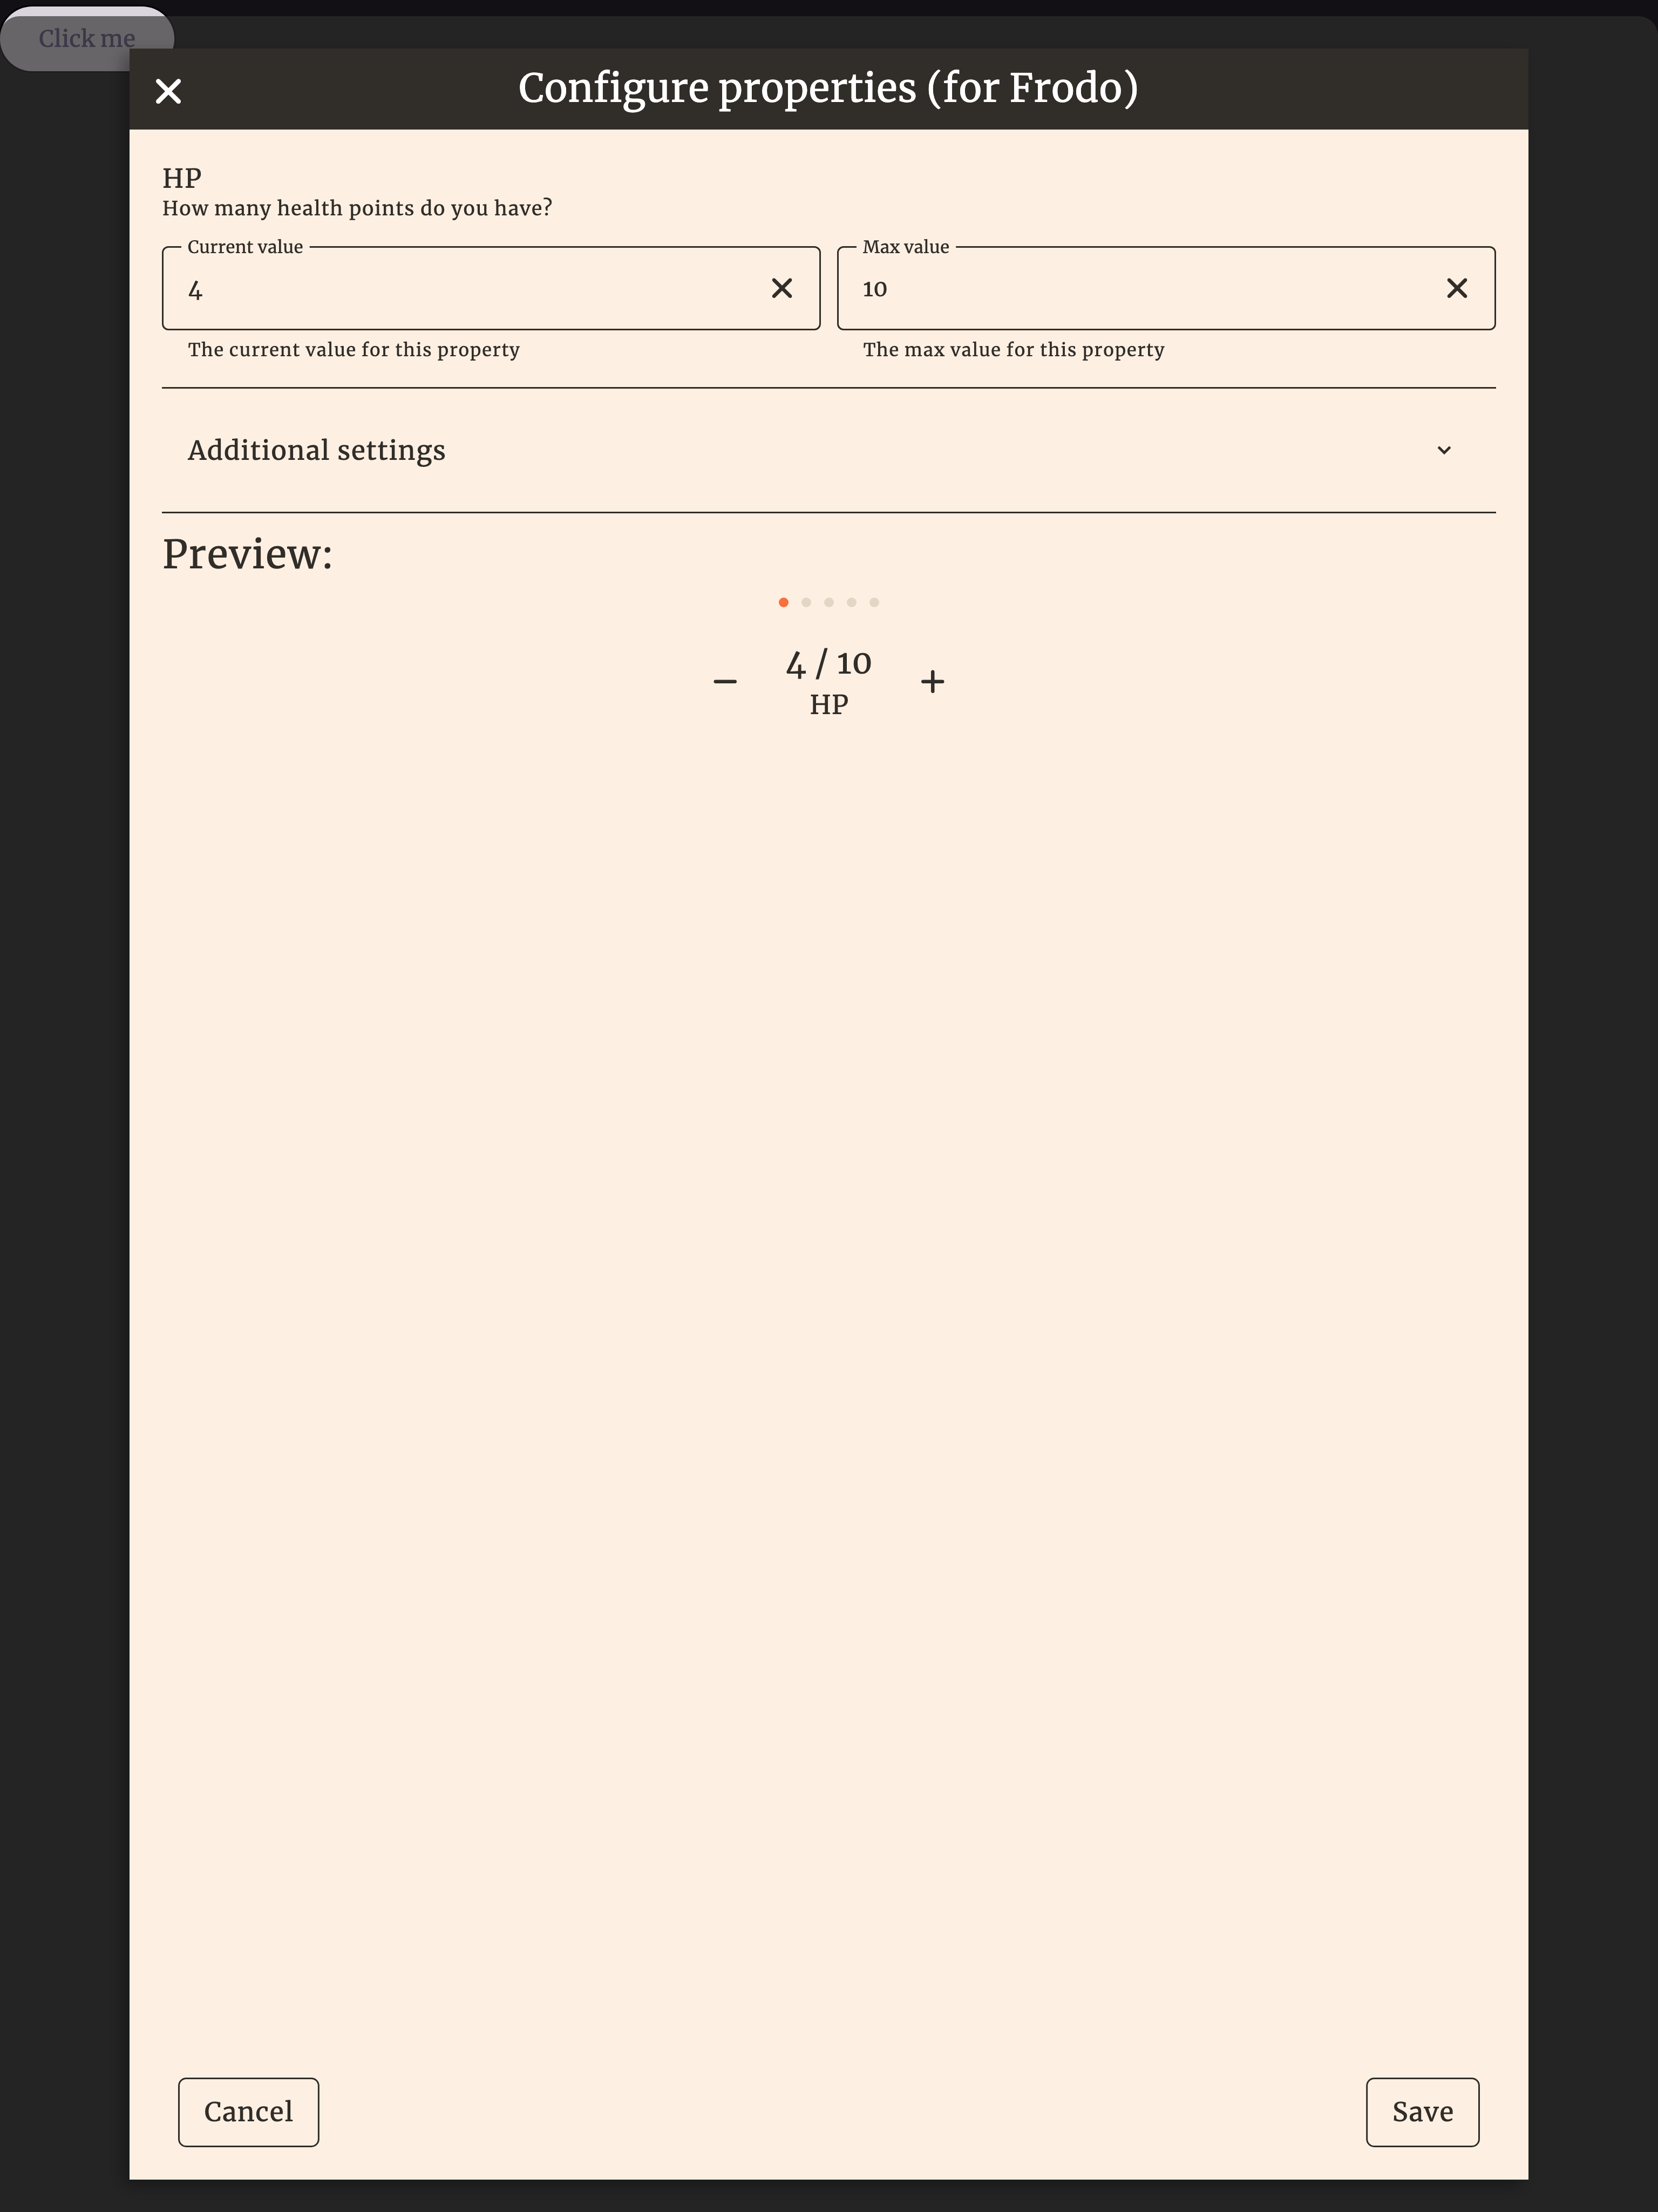 Click me
Configure properties (for Frodo)
HP
How many health points do you have?
Current value
4
The current value for this property
Max value
10
The max value for this property
Additional settings
Preview:
4 / 10
HP
Cancel
Save